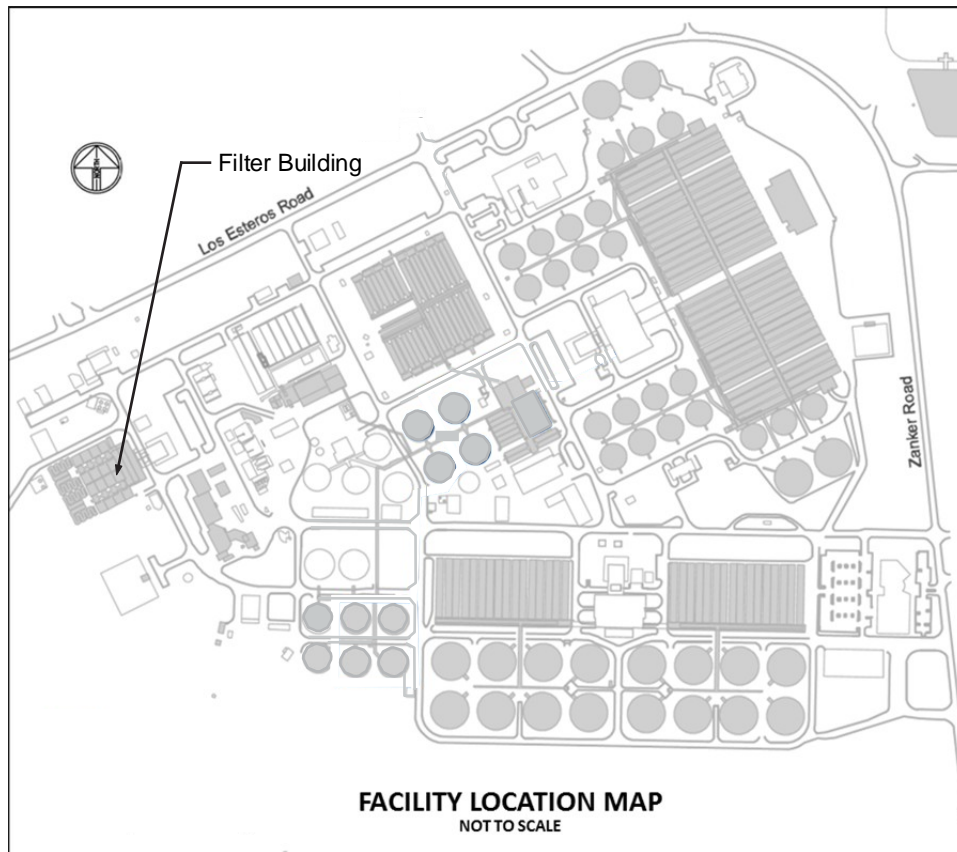 Filter Building
Los Esteros Road
Zanker Road
FACILITY LOCATION MAP
NOT TO SCALE